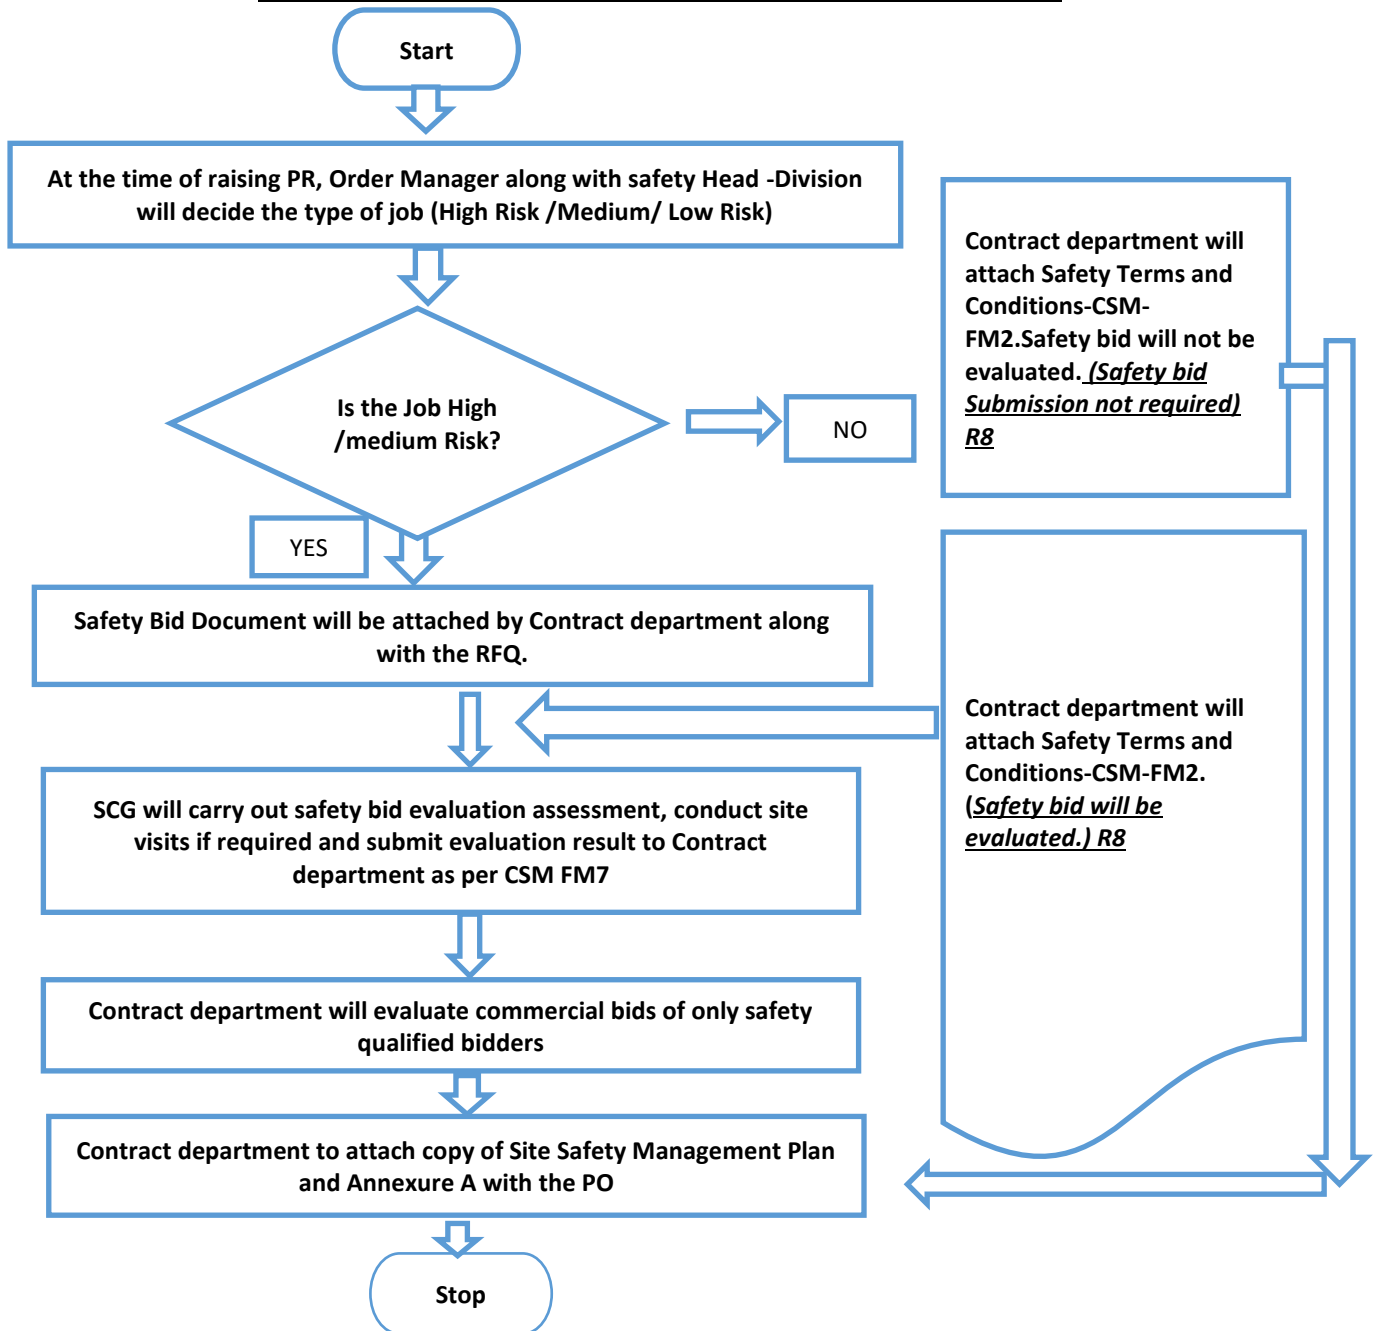 Start
At the time of raising PR, Order Manager along with safety Head -Division
will decide the type of job (High Risk /Medium/ Low Risk)
Is the Job High
/medium Risk?
NO
Contract department will
attach Safety Terms and
Conditions-CSM-
FM2.Safety bid will not be
evaluated. (Safety bid
Submission not required)
R8
YES
Safety Bid Document will be attached by Contract department along
with the RFQ.
Contract department will
attach Safety Terms and
Conditions-CSM-FM2.
(Safety bid will be
evaluated.) R8
SCG will carry out safety bid evaluation assessment, conduct site
visits if required and submit evaluation result to Contract
department as per CSM FM7
Contract department will evaluate commercial bids of only safety
qualified bidders
Contract department to attach copy of Site Safety Management Plan
and Annexure A with the PO
Stop